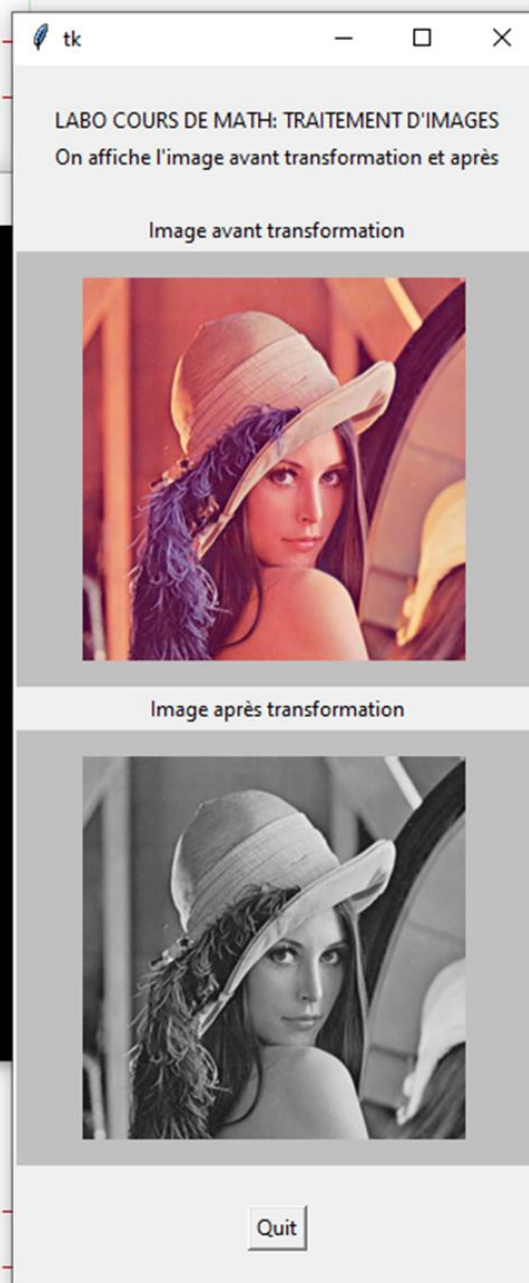 tk
LABO COURS DE MATH: TRAITEMENT D'IMAGES
On affiche l'image avant transformation et après
Image avant transformation
Image après transformation
Quit